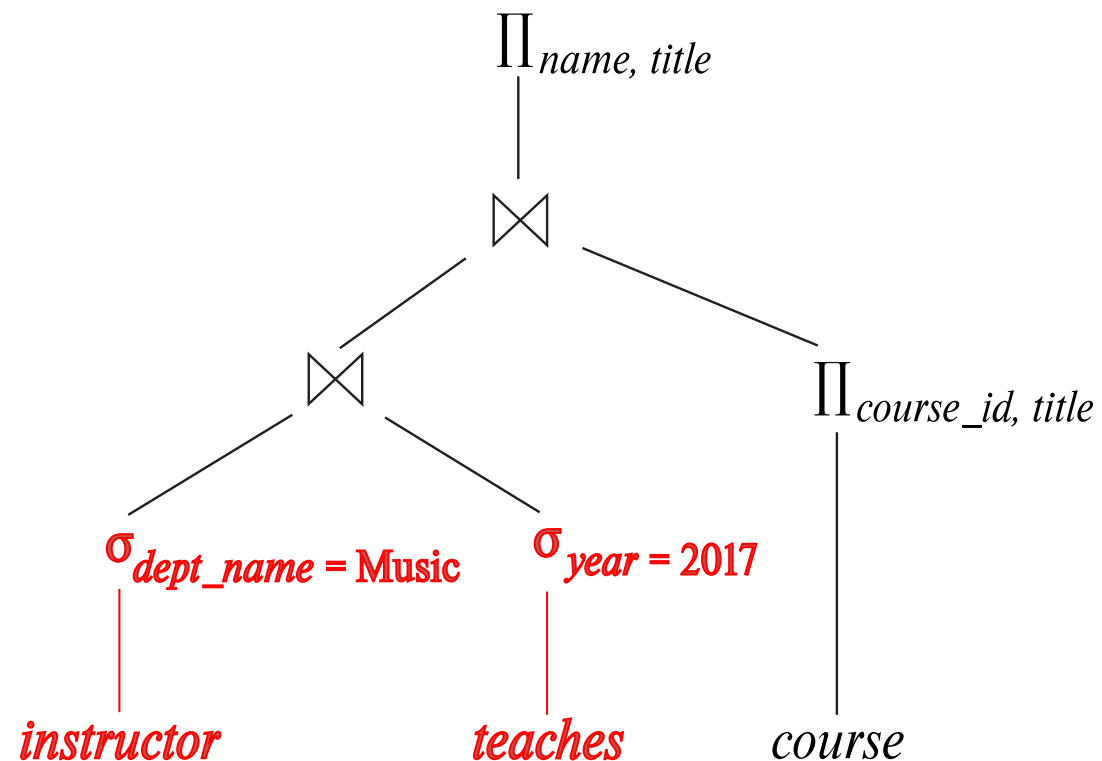 ∏name, title
⋈
⋈
∏course_id, title
σdept_name = Music
σyear = 2017
instructor
teaches
course